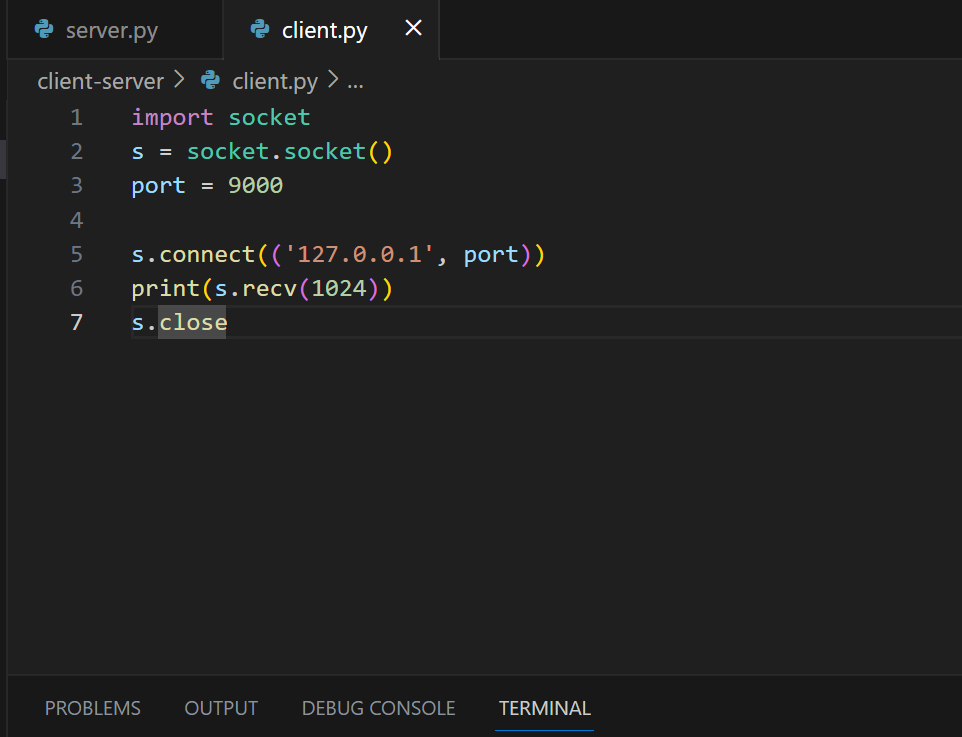 server.py client.py ×
client-server > client.py > ...
1 import socket
2 s = socket.socket()
3 port = 9000
4
5 s.connect(('127.0.0.1', port))
6 print(s.recv(1024))
7 s.close
PROBLEMS OUTPUT DEBUG CONSOLE TERMINAL